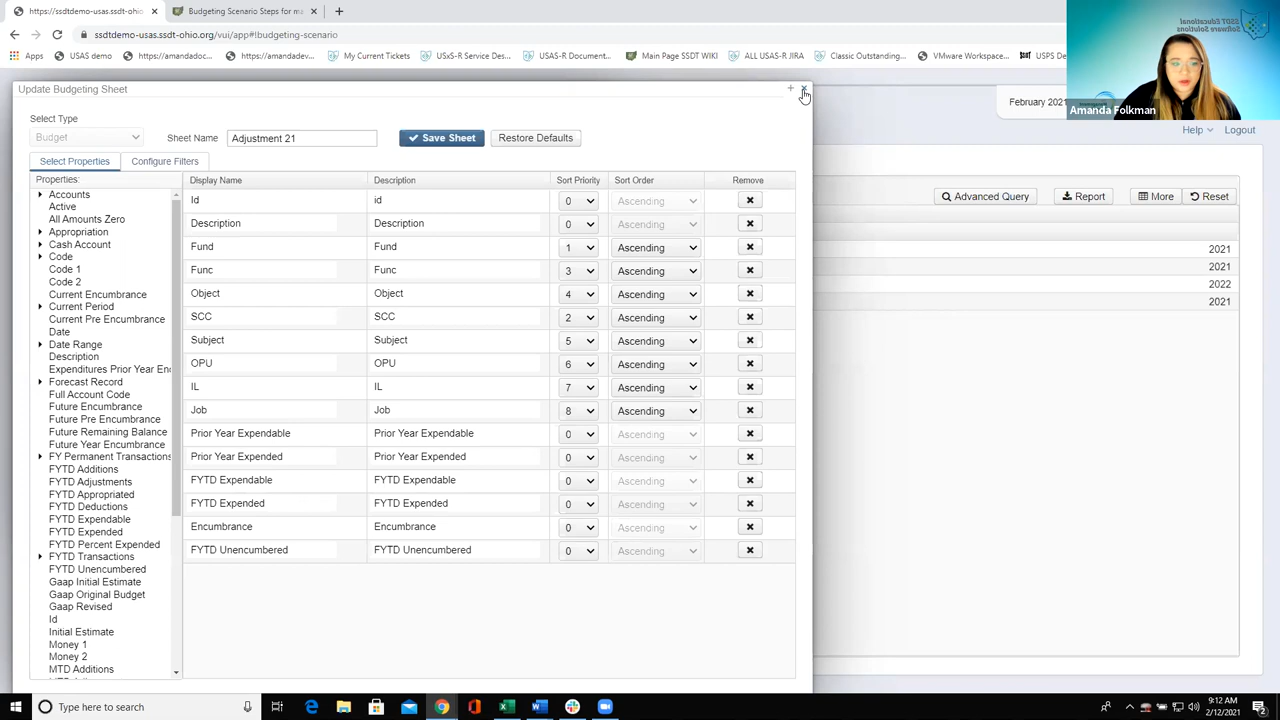 https://ssdtdemo-usas.ssdt-ohio.org/
Budgeting Scenario Steps for ma
ssdtdemo-usas.ssdt-ohio.org/vui/app#!budgeting-scenario
Apps
USAS demo
https://amandadoc...
https://amandadev...
My Current Tickets
USxS-R Service Des...
USAS-R Document...
Main Page SSDT WIKI
ALL USAS-R JIRA
Classic Outstanding...
VMware Workspace...
USPS D
SSDT Educational
Software
Solutions
Amanda Folkman
February 2021
Help
Logout
Update Budgeting Sheet
Select Type
Budget
Sheet Name
Adjustment 21
Save Sheet
Restore Defaults
Select Properties
Configure Filters
Properties:
Accounts
Active
All Amounts Zero
Appropriation
Cash Account
Code
Code 1
Code 2
Current Encumbrance
Current Period
Current Pre Encumbrance
Date
Date Range
Description
Expenditures Prior Year En
Forecast Record
Full Account Code
Future Encumbrance
Future Pre Encumbrance
Future Remaining Balance
Future Year Encumbrance
FY Permanent Transactions
FYTD Additions
FYTD Adjustments
FYTD Appropriated
FYTD Deductions
FYTD Expendable
FYTD Expended
FYTD Percent Expended
FYTD Transactions
FYTD Unencumbered
Gaap Initial Estimate
Gaap Original Budget
Gaap Revised
Id
Initial Estimate
Money 1
Money 2
MTD Additions
Display Name Description Sort Priority Sort Order Remove
Id id 0 Ascending
Description Description 0 Ascending
Fund Fund 1 Ascending
Func Func 3 Ascending
Object Object 4 Ascending
SCC SCC 2 Ascending
Subject Subject 5 Ascending
OPU OPU 6 Ascending
IL IL 7 Ascending
Job Job 8 Ascending
Prior Year Expendable Prior Year Expendable 0 Ascending
Prior Year Expended Prior Year Expended 0 Ascending
FYTD Expendable FYTD Expendable 0 Ascending
FYTD Expended FYTD Expended 0 Ascending
Encumbrance Encumbrance 0 Ascending
FYTD Unencumbered FYTD Unencumbered 0 Ascending
Advanced Query
Report
More
Reset
2021
2021
2022
2021
Type here to search
9:12 AM
2/12/2021
2